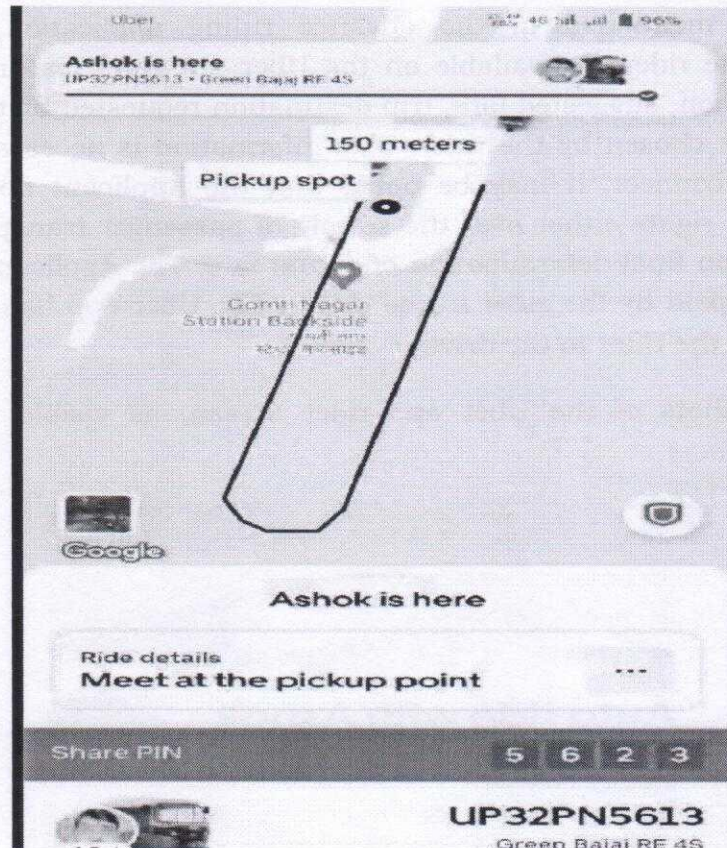 Uber
4G 96%
Ashok is here
UP32PN5613 • Green Bajaj RE 4S
150 meters
Pickup spot
Gomti Nagar
Station Backside
Google
Ashok is here
Ride details
Meet at the pickup point
...
Share PIN 5 6 2 3
UP32PN5613
Green Bajaj RE 4S